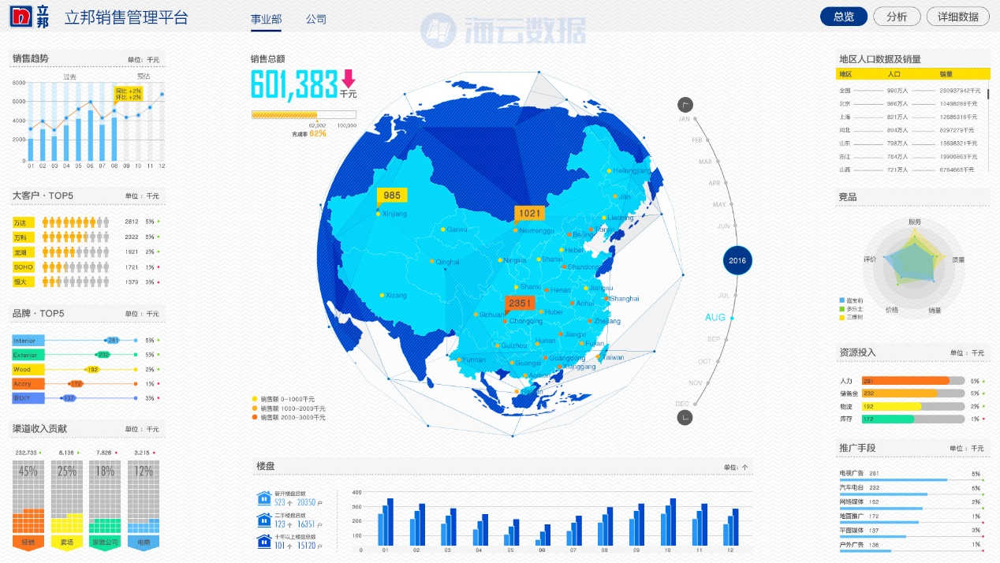 立邦
立邦销售管理平台
事业部
公司
海云数据
总览
分析
详细数据
销售趋势
单位: 千元
过去
预估
8000
6000
4000
2000
0
同比 +2%
环比 +2%
01 02 03 04 05 06 07 08 09 10 11 12
大客户 · TOP5
单位: 千元
万达 2812 5%
万科 2322 5%
龙湖 1921 2%
SOHO 1721 1%
恒大 1379 3%
品牌 · TOP5
单位: 千元
Interior 281 5%
Exterior 232 5%
Wood 192 2%
Accry 172 1%
非DIY 137 3%
渠道收入贡献
单位: 千元
232,733 8,136 7,826 3,215
45% 25% 18% 12%
经销 卖场 家装公司 电商
销售总额
601,383
千元
62,002 100,000
完成率 62%
985
Xinjiang
1021
Neimenggu
2351
Chongqing
Heilongjiang
Jilin
Liaoning
Gansu
Beijing
Tianjin
Hebei
Qinghai
Ningxia
Shanxi
Shandong
Shanxi
Henan
Jiangsu
Xizang
Anhui
Shanghai
Sichuan
Hubei
Zhejiang
Jiangxi
Guizhou
Hunan
Fujian
Yunnan
Guangxi
Guangdong
Taiwan
Xianggang
Aomen
销售额 0-1000千元
销售额 1000-2000千元
销售额 2000-3000千元
JAN
FEB
MAR
APR
MAY
JUN
2016
JUL
AUG
SEP
OCT
NOV
DEC
楼盘
单位: 个
新开楼盘总数
523 个 20350 户
二手楼盘总数
123 个 16351 户
十年以上楼盘总数
101 个 15120 户
400
300
200
100
0
01 02 03 04 05 06 07 08 09 10 11 12
地区人口数据及销量
地区 人口 销量
全国 990万人 260937942千元
北京 986万人 10498288千元
上海 821万人 12685316千元
河北 804万人 8297279千元
山东 798万人 13698321千元
浙江 764万人 19900863千元
山西 721万人 6764665千元
竞品
服务
评价
质量
价格
销量
嘉宝莉
多乐士
三棵树
资源投入
单位: 千元
人力 281 5%
储备金 232 5%
物流 192 2%
库存 172 1%
推广手段
单位: 千元
电视广告 281 5%
汽车电台 232 5%
网络媒体 192 2%
地面推广 172 1%
平面媒体 137 3%
户外广告 136 1%